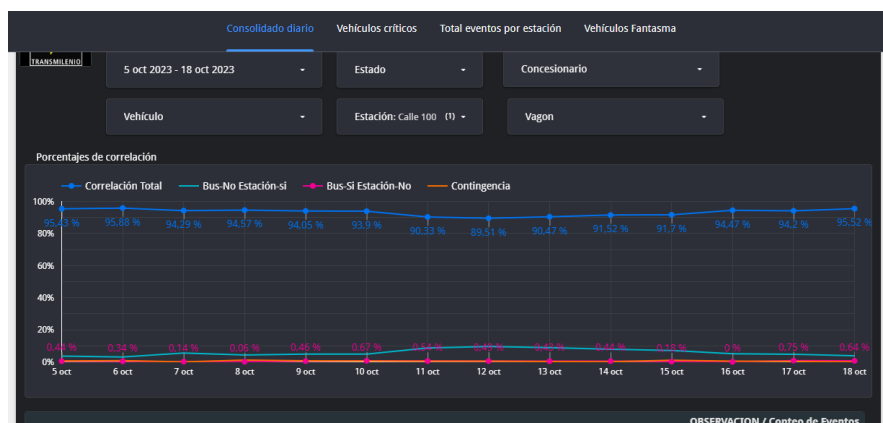 Consolidado diario Vehículos críticos Total eventos por estación Vehículos Fantasma
TRANSMILENIO
5 oct 2023 - 18 oct 2023 Estado Concesionario
Vehículo Estación: Calle 100 (1) Vagon
Porcentajes de correlación
Correlación Total Bus-No Estación-si Bus-Si Estación-No Contingencia
100%
95,43 % 95,88 % 94,29 % 94,57 % 94,05 % 93,9 % 90,33 % 89,51 % 90,47 % 91,52 % 91,7 % 94,47 % 94,2 % 95,52 %
80%
60%
40%
20%
0,44 % 0,34 % 0,14 % 0,06 % 0,46 % 0,67 % 0,18 % 0 % 0,75 % 0,64 %
0%
5 oct 6 oct 7 oct 8 oct 9 oct 10 oct 11 oct 12 oct 13 oct 14 oct 15 oct 16 oct 17 oct 18 oct
OBSERVACION / Conteo de Eventos